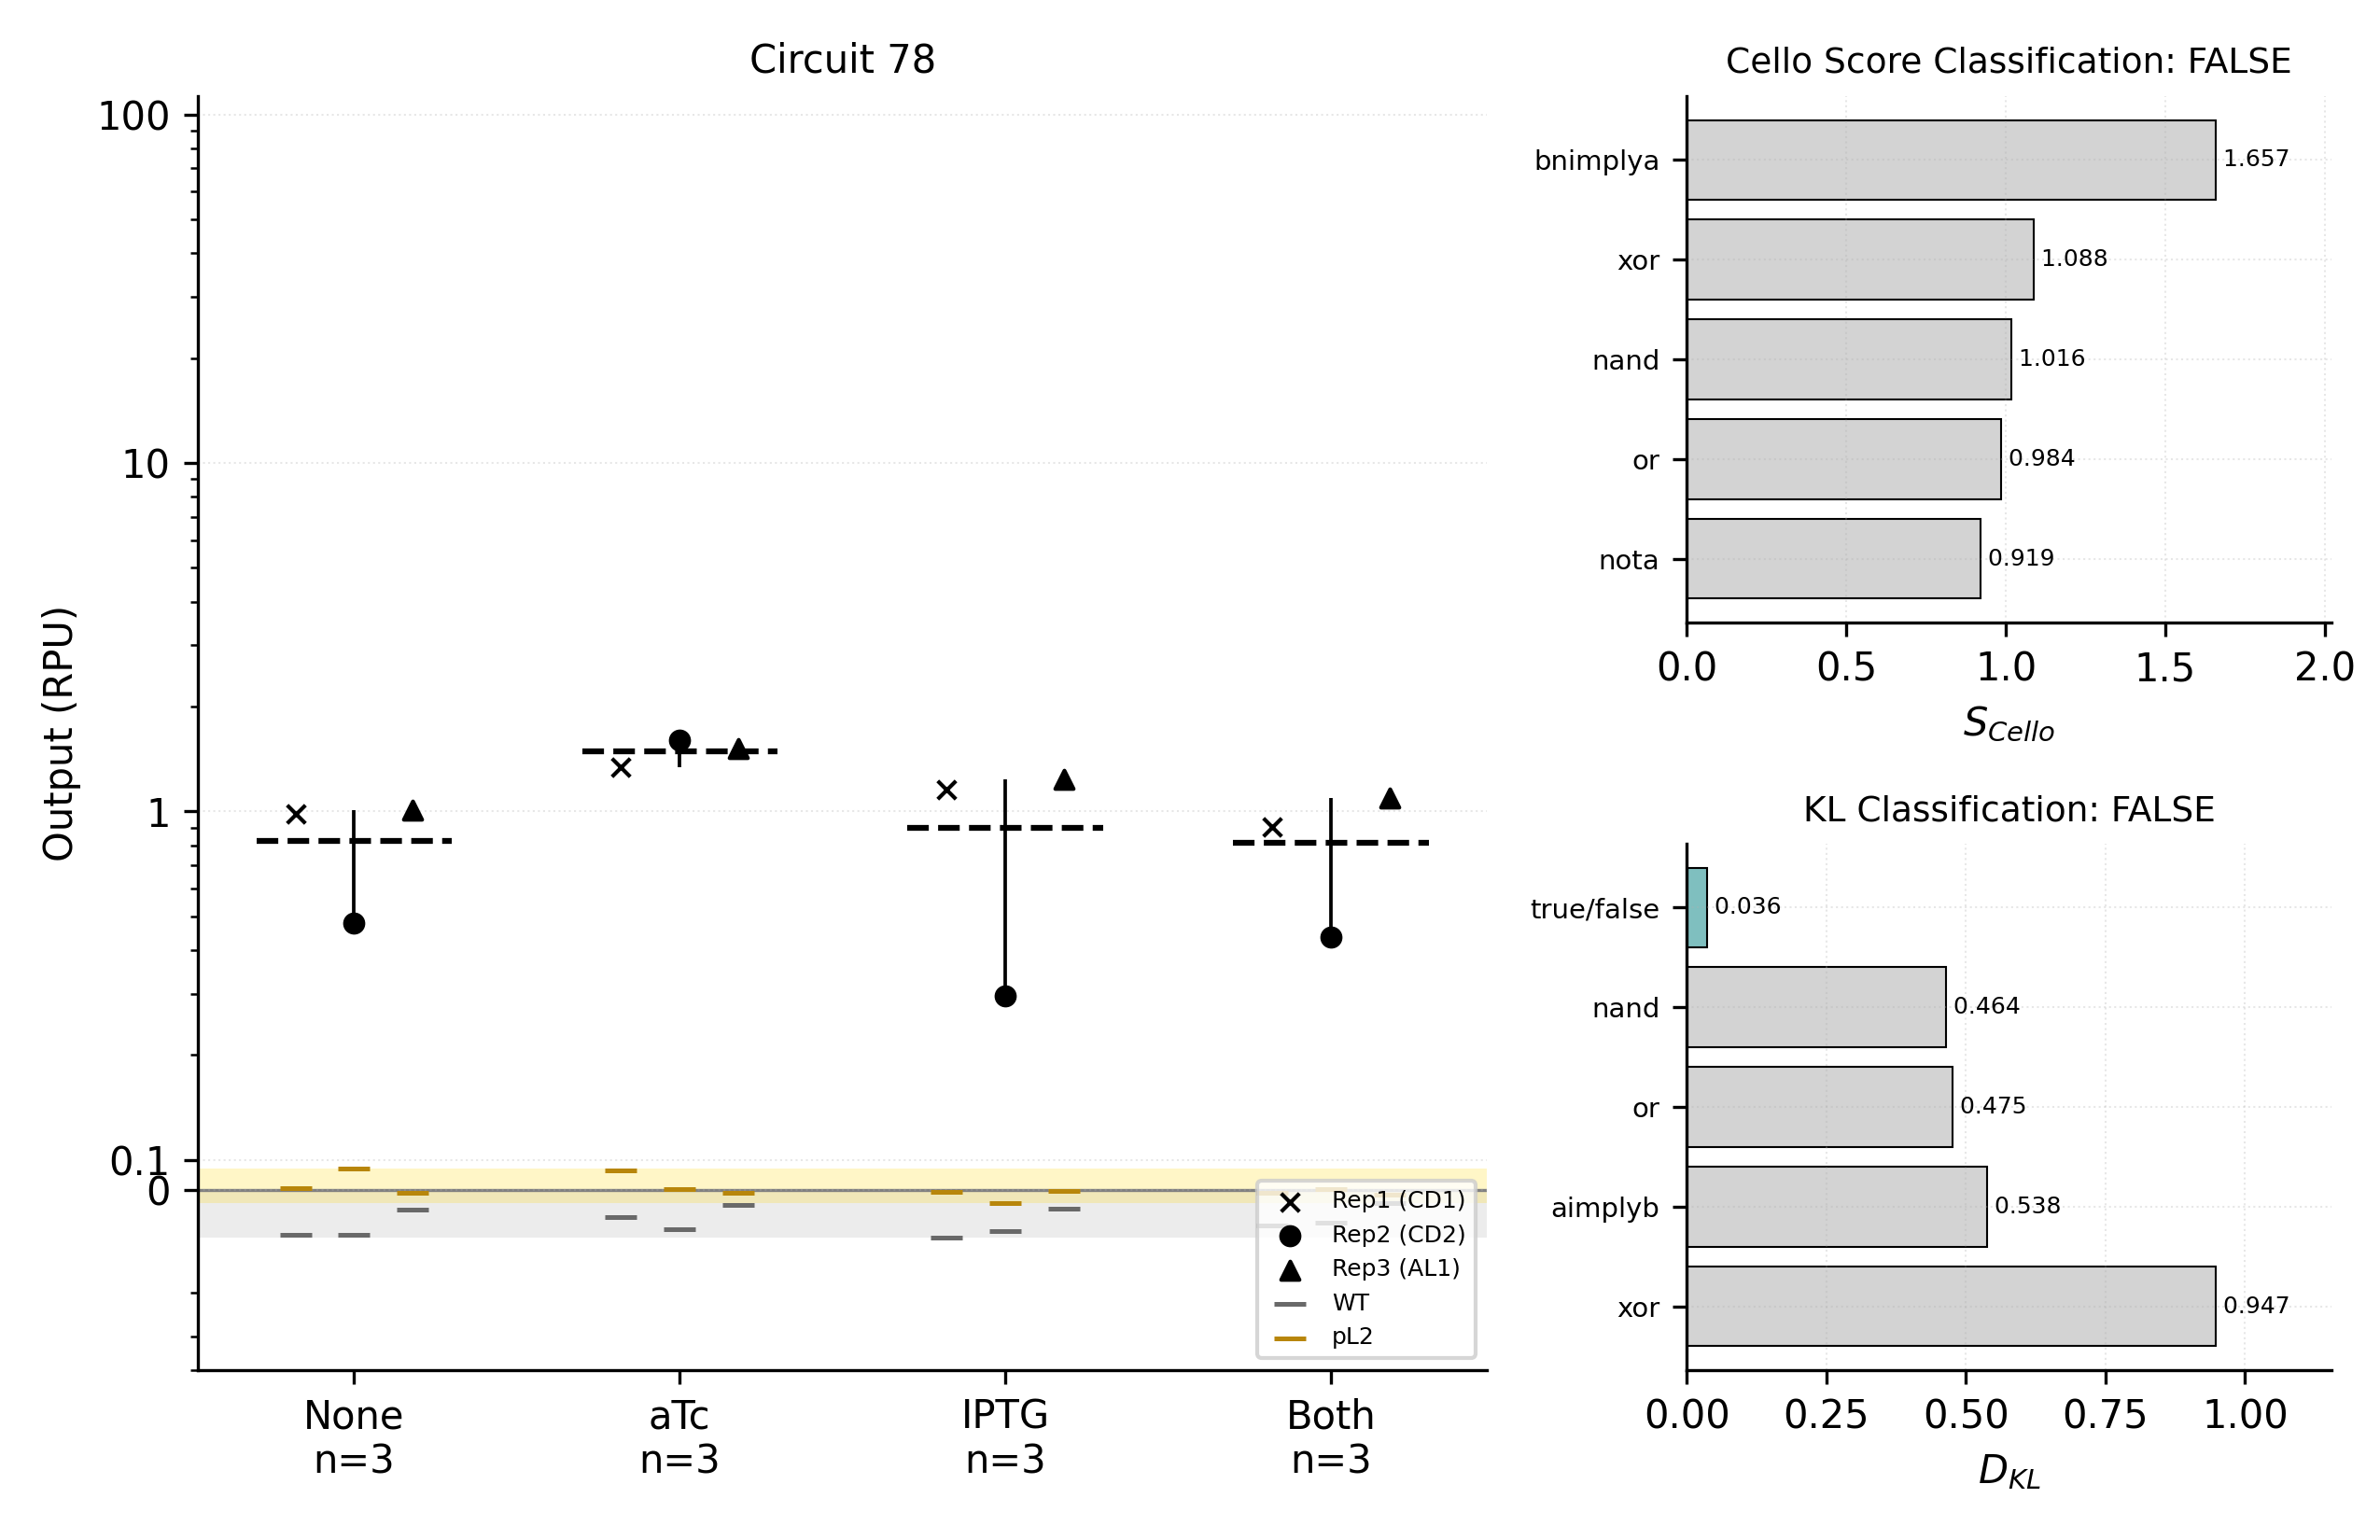 Circuit 78
Output (RPU)
100
10
1
0.1
0
None
n=3
aTc
n=3
IPTG
n=3
Both
n=3
Rep1 (CD1)
Rep2 (CD2)
Rep3 (AL1)
WT
pL2
Cello Score Classification: FALSE
bnimplya
1.657
xor
1.088
nand
1.016
or
0.984
nota
0.919
0.0 0.5 1.0 1.5 2.0
S_Cello
KL Classification: FALSE
true/false
0.036
nand
0.464
or
0.475
aimplyb
0.538
xor
0.947
0.00 0.25 0.50 0.75 1.00
D_KL